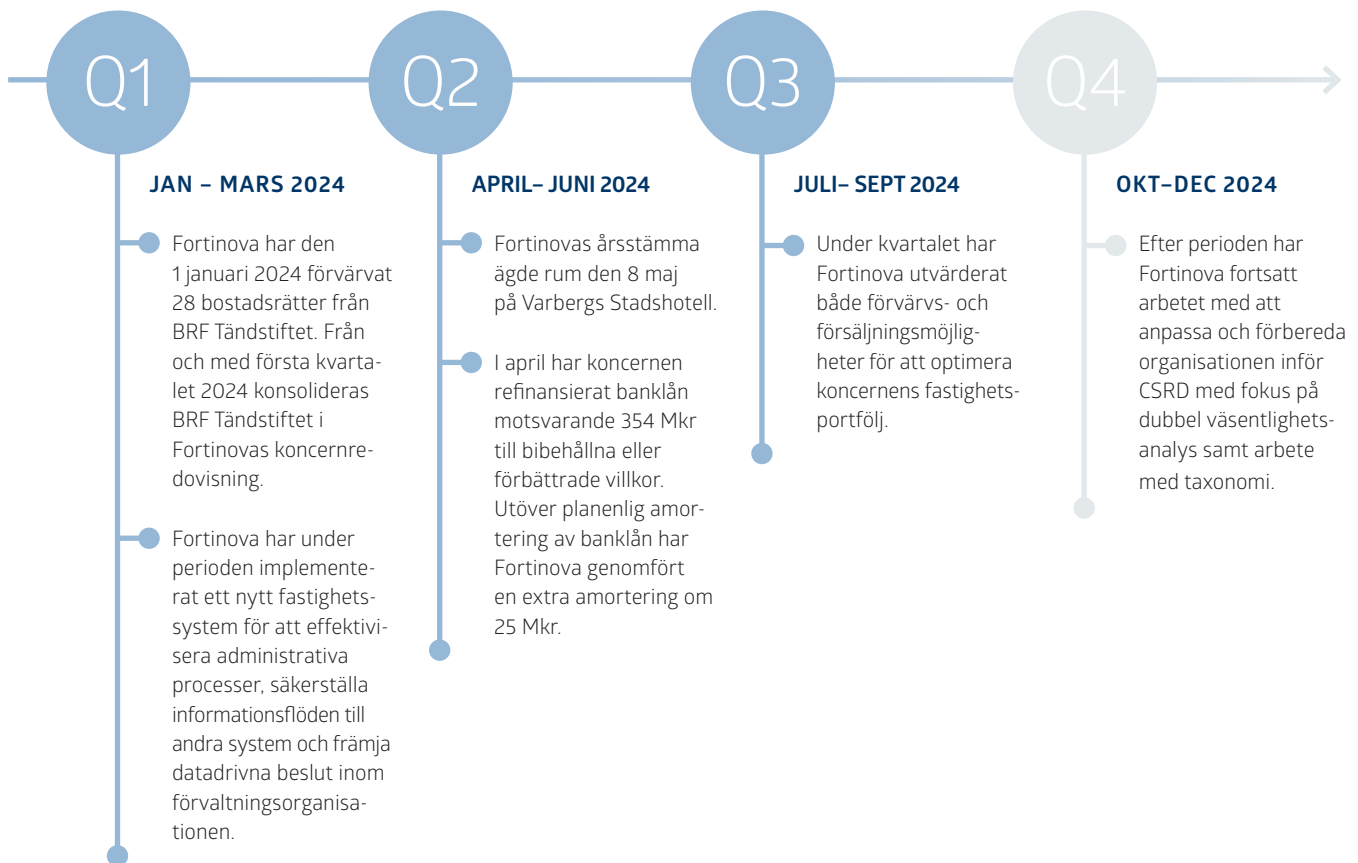 Q1
JAN – MARS 2024
Fortinova har den
1 januari 2024 förvärvat
28 bostadsrätter från
BRF Tändstiftet. Från
och med första kvarta-
let 2024 konsolideras
BRF Tändstiftet i
Fortinovas koncernre-
dovisning.
Fortinova har under
perioden implemente-
rat ett nytt fastighets-
system för att effektivi-
sera administrativa
processer, säkerställa
informationsflöden till
andra system och främja
datadrivna beslut inom
förvaltningsorganisa-
tionen.
Q2
APRIL– JUNI 2024
Fortinovas årsstämma
ägde rum den 8 maj
på Varbergs Stadshotell.
I april har koncernen
refinansierat banklån
motsvarande 354 Mkr
till bibehållna eller
förbättrade villkor.
Utöver planenlig amor-
tering av banklån har
Fortinova genomfört
en extra amortering om
25 Mkr.
Q3
JULI– SEPT 2024
Under kvartalet har
Fortinova utvärderat
både förvärvs- och
försäljningsmöjlig-
heter för att optimera
koncernens fastighets-
portfölj.
Q4
OKT–DEC 2024
Efter perioden har
Fortinova fortsatt
arbetet med att
anpassa och förbereda
organisationen inför
CSRD med fokus på
dubbel väsentlighets-
analys samt arbete
med taxonomi.